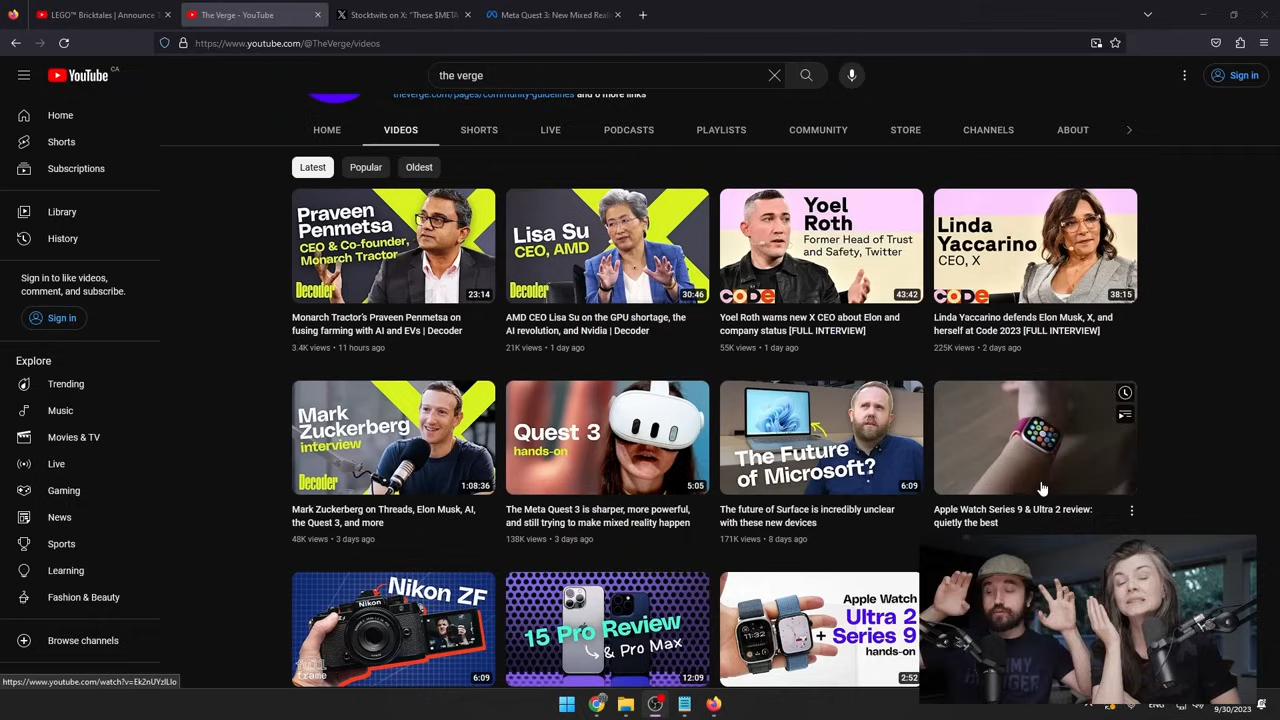 LEGO™ Bricktales | Announce T
The Verge - YouTube
Stocktwits on X: "These $META
Meta Quest 3: New Mixed Reali
https://www.youtube.com/@TheVerge/videos
YouTube CA
the verge
Sign in
theverge.com/pages/community-guidelines and 6 more links
HOME
VIDEOS
SHORTS
LIVE
PODCASTS
PLAYLISTS
COMMUNITY
STORE
CHANNELS
ABOUT
Latest
Popular
Oldest
Home
Shorts
Subscriptions
Library
History
Sign in to like videos,
comment, and subscribe.
Sign in
Explore
Trending
Music
Movies & TV
Live
Gaming
News
Sports
Learning
Fashion & Beauty
Browse channels
Praveen
Penmetsa
CEO & Co-founder,
Monarch Tractor
Decoder
23:14
Monarch Tractor's Praveen Penmetsa on
fusing farming with AI and EVs | Decoder
3.4K views • 11 hours ago
Lisa Su
CEO, AMD
Decoder
30:46
AMD CEO Lisa Su on the GPU shortage, the
AI revolution, and Nvidia | Decoder
21K views • 1 day ago
Yoel
Roth
Former Head of Trust
and Safety, Twitter
CODE
43:42
Yoel Roth warns new X CEO about Elon and
company status [FULL INTERVIEW]
55K views • 1 day ago
Linda
Yaccarino
CEO, X
CODE
38:15
Linda Yaccarino defends Elon Musk, X, and
herself at Code 2023 [FULL INTERVIEW]
225K views • 2 days ago
Mark
Zuckerberg
interview
Decoder
1:08:36
Mark Zuckerberg on Threads, Elon Musk, AI,
the Quest 3, and more
48K views • 3 days ago
Quest 3
hands-on
5:05
The Meta Quest 3 is sharper, more powerful,
and still trying to make mixed reality happen
138K views • 3 days ago
The Future
of Microsoft?
6:09
The future of Surface is incredibly unclear
with these new devices
171K views • 8 days ago
Apple Watch Series 9 & Ultra 2 review:
quietly the best
Nikon ZF
Nikon
full
frame
6:09
15 Pro Review
& Pro Max
12:09
Apple Watch
Ultra 2
+ Series 9
hands-on
11:32
2:52
https://www.youtube.com/watch?v=Ek2nUYzlLlo
ENG
9/30/2023